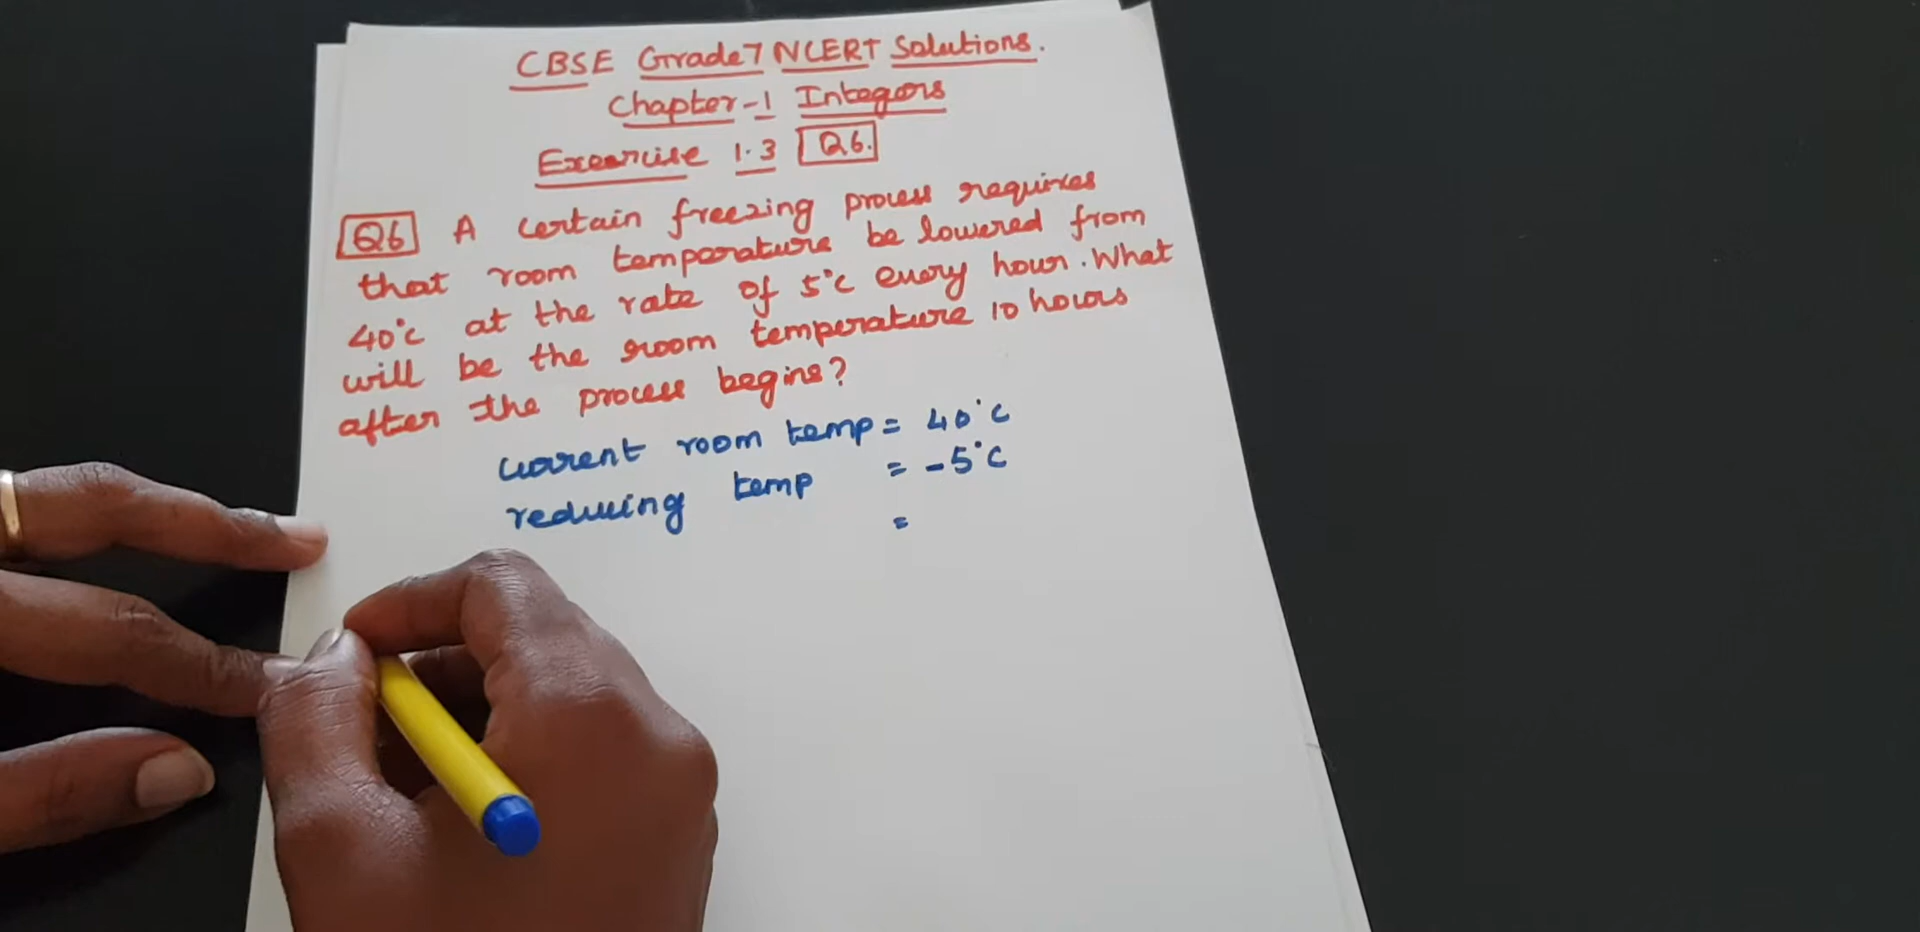 CBSE Grade 7 NCERT Solutions.
Chapter-1 Integers
Exercise 1.3 Q6.
Q6 A certain freezing process requires
that room temperature be lowered from
40°c at the rate of 5°c every hour. What
will be the room temperature 10 hours
after the process begins?
current room temp = 40°c
reducing temp = -5°c
=